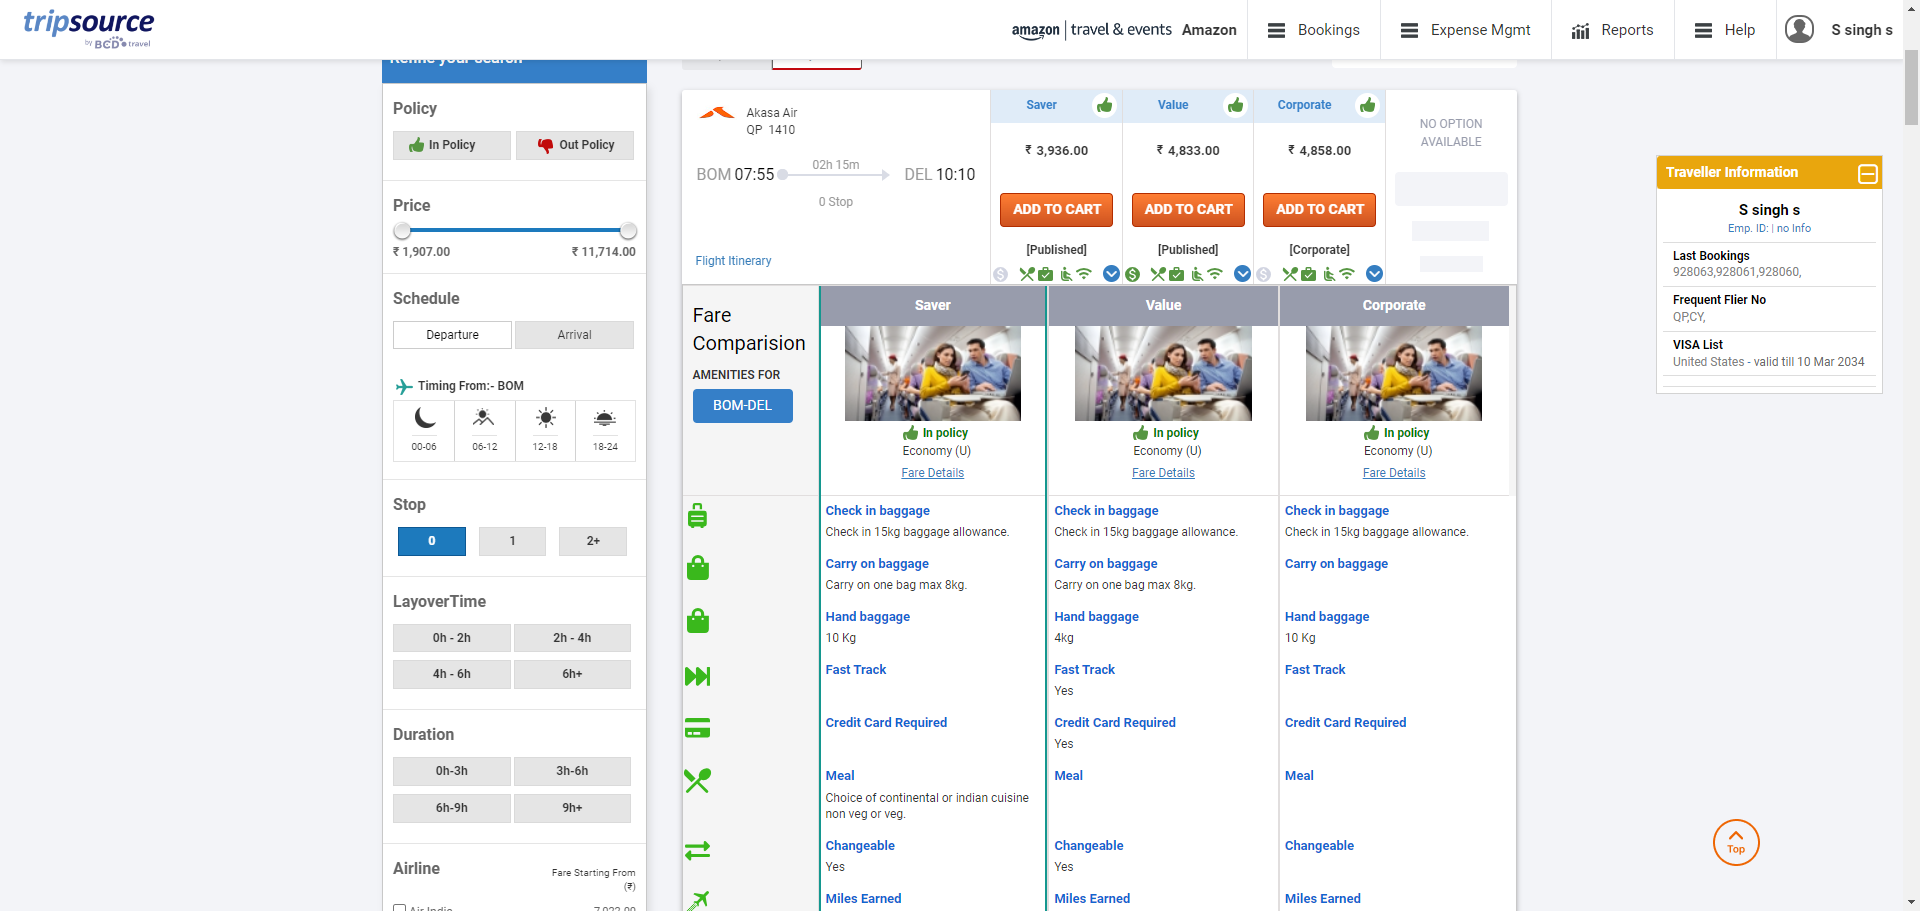 tripsource
by BCD travel
amazon | travel & events Amazon
Bookings
Expense Mgmt
Reports
Help
S singh s
Refine your search
Policy
In Policy
Out Policy
Price
₹ 1,907.00
₹ 11,714.00
Schedule
Departure
Arrival
Timing From:- BOM
00-06
06-12
12-18
18-24
Stop
0
1
2+
LayoverTime
0h - 2h
2h - 4h
4h - 6h
6h+
Duration
0h-3h
3h-6h
6h-9h
9h+
Airline
Fare Starting From
(₹)
Air India
7,022.00
Akasa Air
QP 1410
BOM 07:55
02h 15m
DEL 10:10
0 Stop
Flight Itinerary
Saver
₹ 3,936.00
ADD TO CART
[Published]
Value
₹ 4,833.00
ADD TO CART
[Published]
Corporate
₹ 4,858.00
ADD TO CART
[Corporate]
NO OPTION
AVAILABLE
Fare
Comparision
AMENITIES FOR
BOM-DEL
Saver
In policy
Economy (U)
Fare Details
Check in baggage
Check in 15kg baggage allowance.
Carry on baggage
Carry on one bag max 8kg.
Hand baggage
10 Kg
Fast Track
Credit Card Required
Meal
Choice of continental or indian cuisine
non veg or veg.
Changeable
Yes
Miles Earned
Value
In policy
Economy (U)
Fare Details
Check in baggage
Check in 15kg baggage allowance.
Carry on baggage
Carry on one bag max 8kg.
Hand baggage
4kg
Fast Track
Yes
Credit Card Required
Yes
Meal
Changeable
Yes
Miles Earned
Corporate
In policy
Economy (U)
Fare Details
Check in baggage
Check in 15kg baggage allowance.
Carry on baggage
Hand baggage
10 Kg
Fast Track
Credit Card Required
Meal
Changeable
Miles Earned
Traveller Information
S singh s
Emp. ID: | no Info
Last Bookings
928063,928061,928060,
Frequent Flier No
QP,CY,
VISA List
United States - valid till 10 Mar 2034
Top